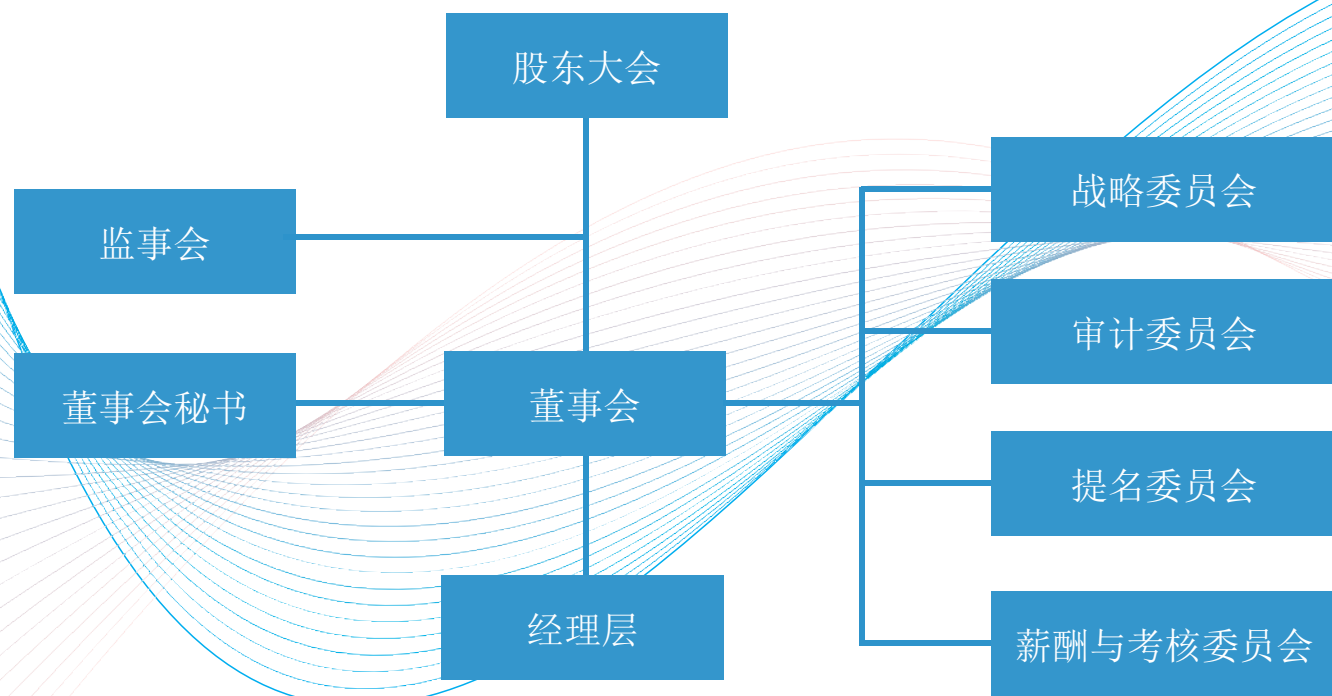 股东大会
监事会
董事会秘书
董事会
经理层
战略委员会
审计委员会
提名委员会
薪酬与考核委员会